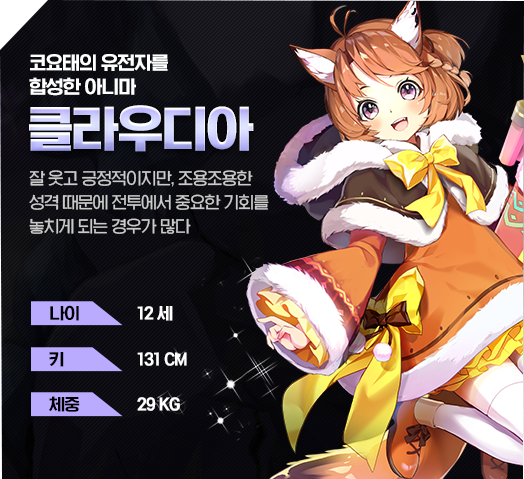 코요태의 유전자를
합성한 아니마
클라우디아
잘 웃고 긍정적이지만, 조용조용한
성격 때문에 전투에서 중요한 기회를
놓치게 되는 경우가 많다
나이 12 세
키 131 CM
체중 29 KG